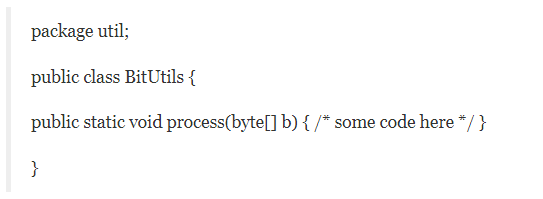 package util;
public class BitUtils {
public static void process(byte[] b) { /* some code here */ }
}